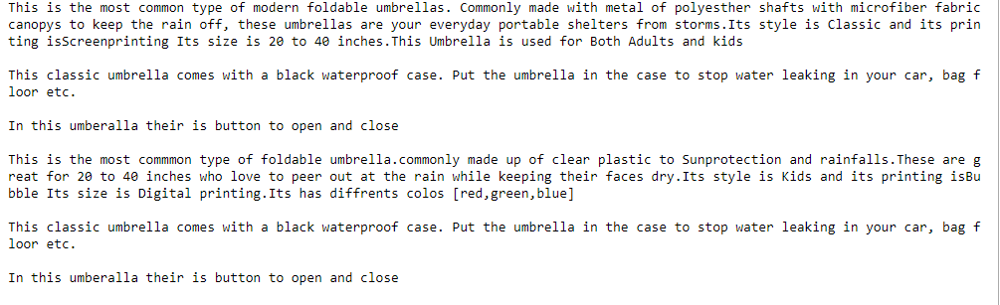 This is the most common type of modern foldable umbrellas. Commonly made with metal of polyesther shafts with microfiber fabric
canopys to keep the rain off, these umbrellas are your everyday portable shelters from storms.Its style is Classic and its prin
ting isScreenprinting Its size is 20 to 40 inches.This Umbrella is used for Both Adults and kids
This classic umbrella comes with a black waterproof case. Put the umbrella in the case to stop water leaking in your car, bag f
loor etc.
In this umberalla their is button to open and close
This is the most commmon type of foldable umbrella.commonly made up of clear plastic to Sunprotection and rainfalls.These are g
reat for 20 to 40 inches who love to peer out at the rain while keeping their faces dry.Its style is Kids and its printing isBu
bble Its size is Digital printing.Its has diffrents colos [red,green,blue]
This classic umbrella comes with a black waterproof case. Put the umbrella in the case to stop water leaking in your car, bag f
loor etc.
In this umberalla their is button to open and close